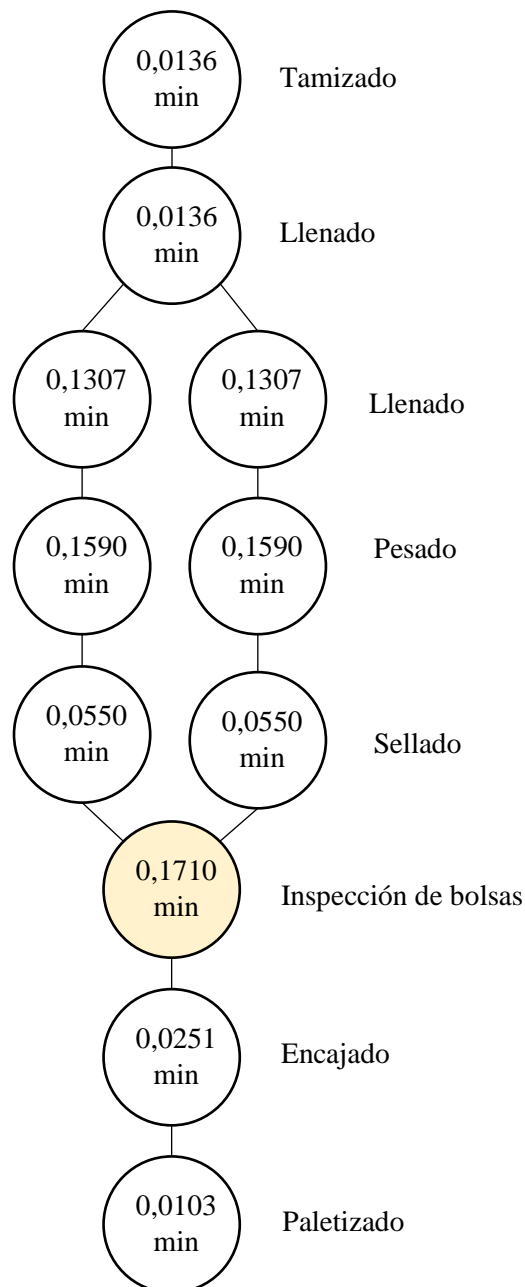 0,0136
min
Tamizado
0,0136
min
Llenado
0,1307
min
0,1307
min
Llenado
0,1590
min
0,1590
min
Pesado
0,0550
min
0,0550
min
Sellado
0,1710
min
Inspección de bolsas
0,0251
min
Encajado
0,0103
min
Paletizado